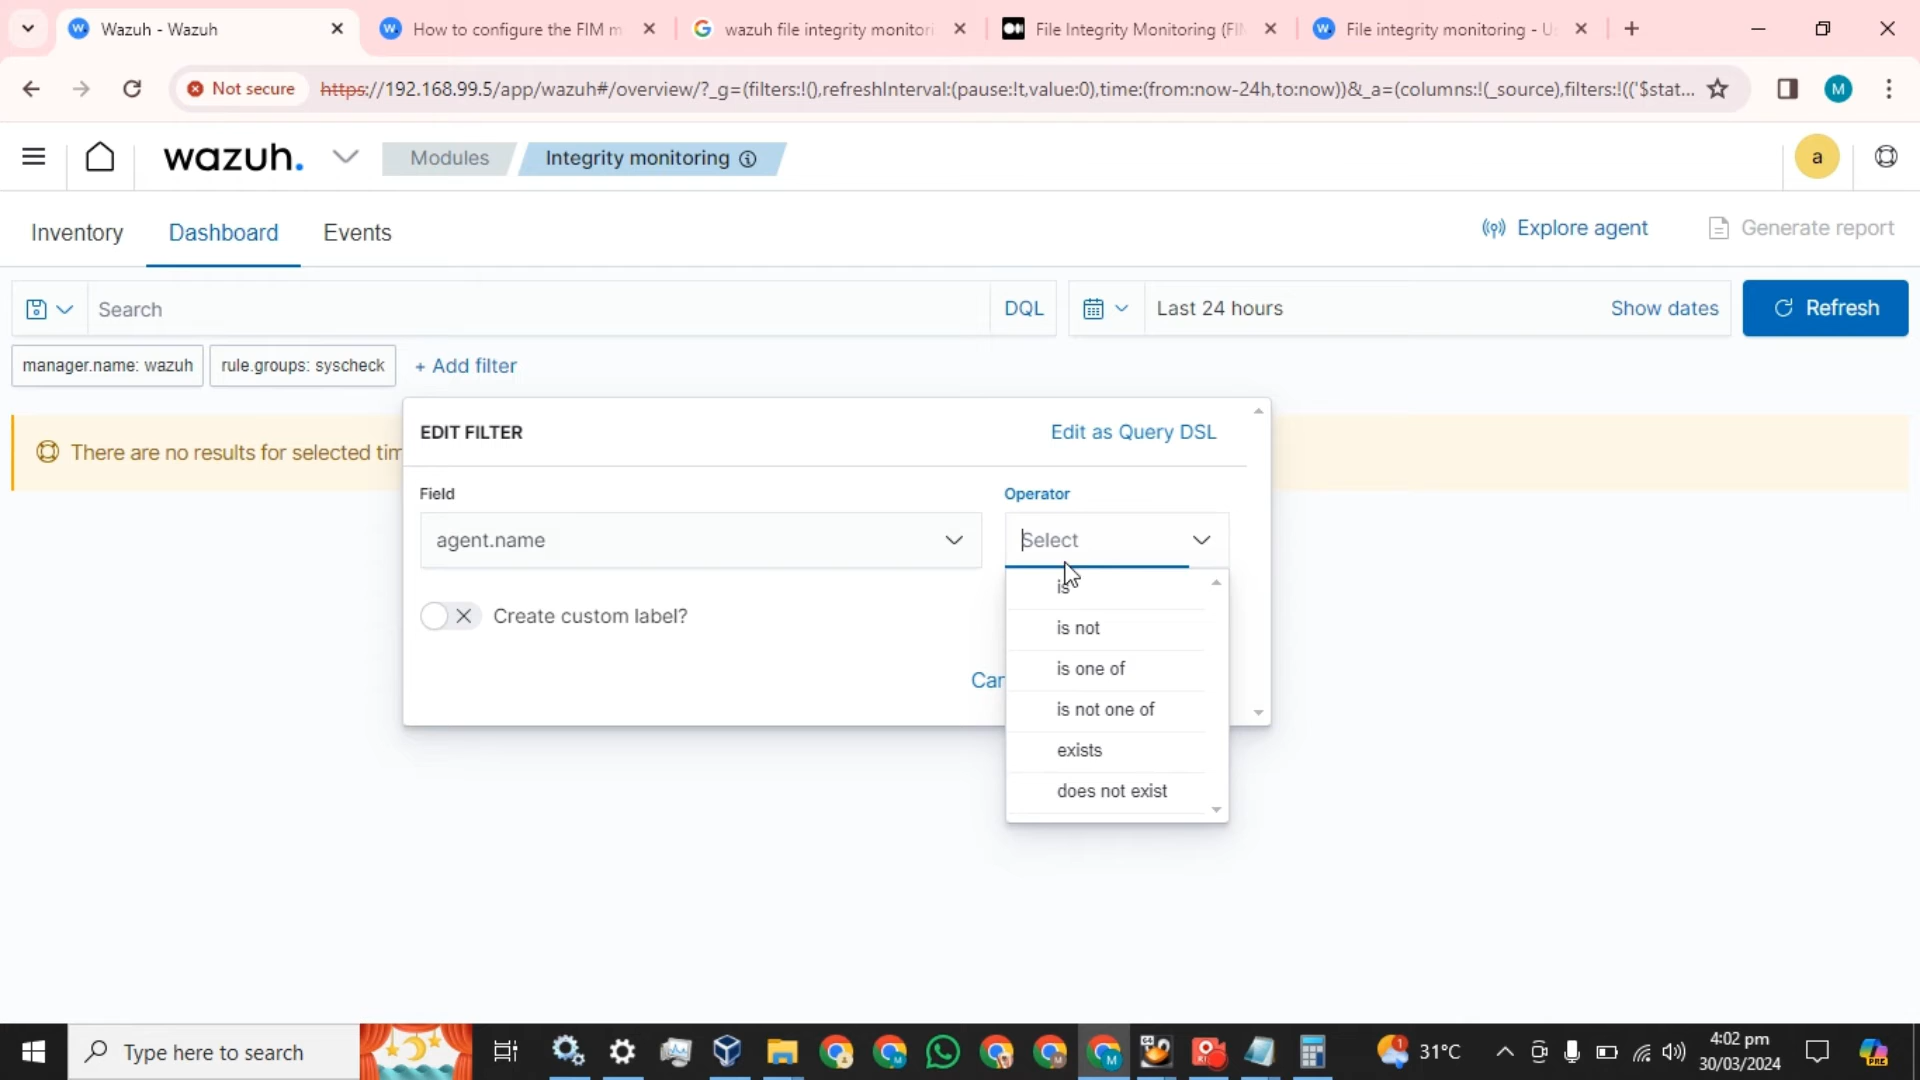 Wazuh - Wazuh
How to configure the FIM m
wazuh file integrity monitori
File Integrity Monitoring (FIM
File integrity monitoring - Us
Not secure
https://192.168.99.5/app/wazuh#/overview/?_g=(filters:!(),refreshInterval:(pause:!t,value:0),time:(from:now-24h,to:now))&_a=(columns:!(_source),filters:!(('$stat...
M
wazuh.
Modules
Integrity monitoring
a
Inventory
Dashboard
Events
Explore agent
Generate report
Search
DQL
Last 24 hours
Show dates
Refresh
manager.name: wazuh
rule.groups: syscheck
+ Add filter
There are no results for selected tim
EDIT FILTER
Edit as Query DSL
Field
Operator
agent.name
Select
Create custom label?
is
is not
is one of
is not one of
exists
does not exist
Can
Type here to search
31°C
4:02 pm
30/03/2024